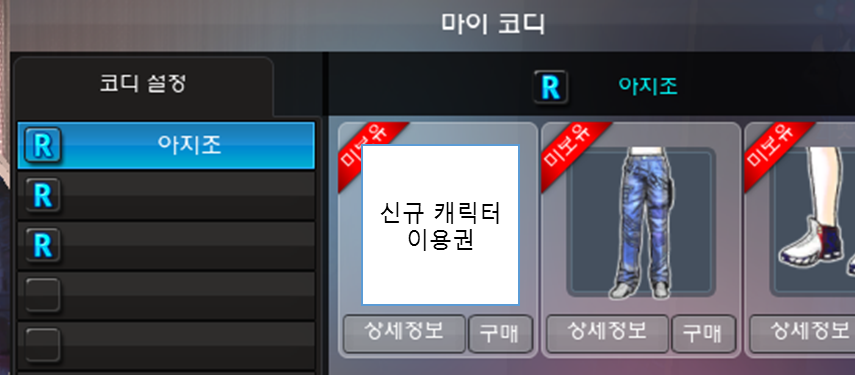 마이 코디
코디 설정
R 아지조
R 아지조
R
R
미보유
신규 캐릭터
이용권
상세정보 구매
미보유
상세정보 구매
미보유
상세정보